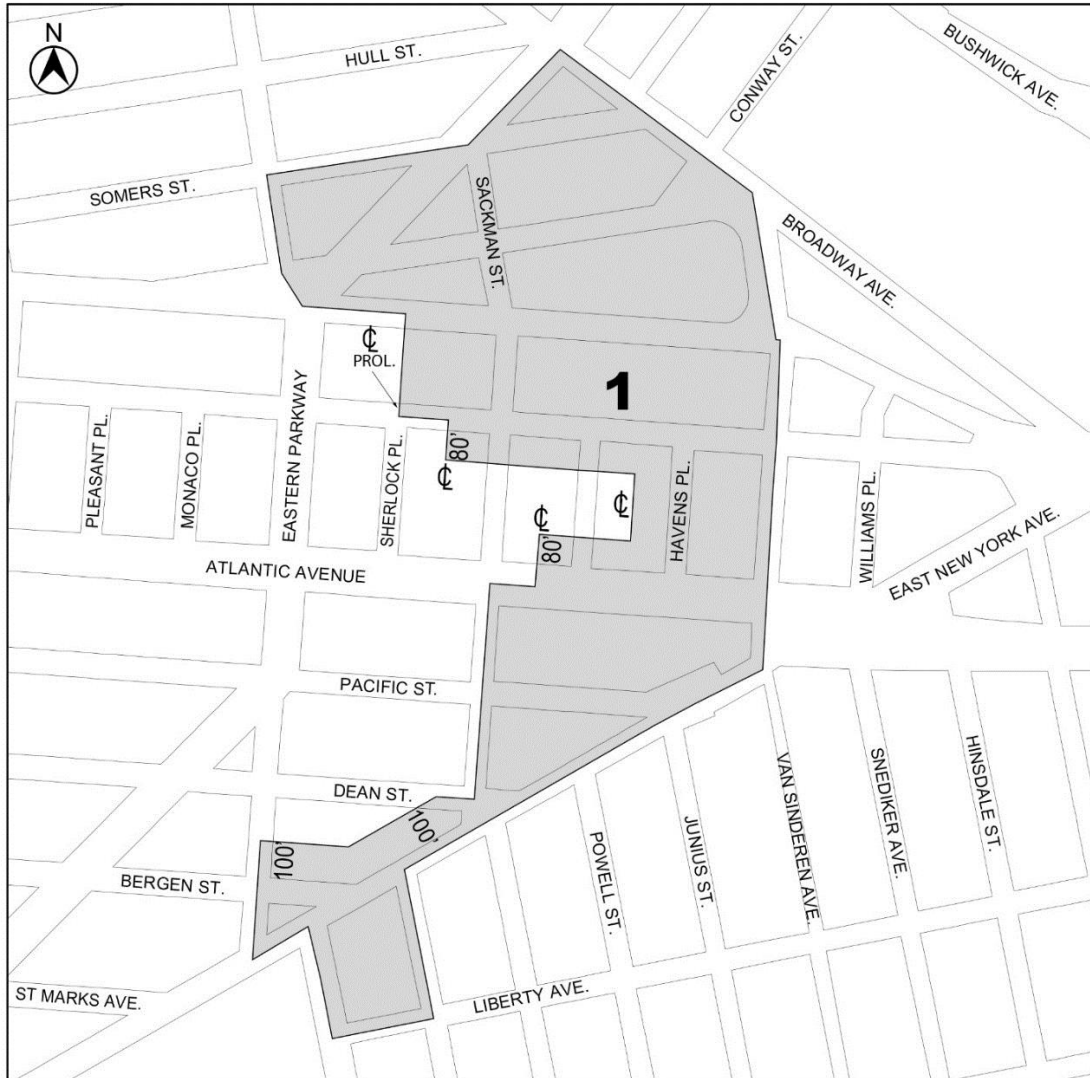 N
HULL ST.
CONWAY ST.
BUSHWICK AVE.
SOMERS ST.
SACKMAN ST.
BROADWAY AVE.
℄
PROL.
1
EASTERN PARKWAY
PLEASANT PL.
MONACO PL.
SHERLOCK PL.
80'
℄
HAVENS PL.
℄
℄
WILLIAMS PL.
80'
EAST NEW YORK AVE.
ATLANTIC AVENUE
PACIFIC ST.
DEAN ST.
100'
100'
BERGEN ST.
VAN SINDEREN AVE.
SNEDIKER AVE.
HINSDALE ST.
POWELL ST.
JUNIUS ST.
ST MARKS AVE.
LIBERTY AVE.